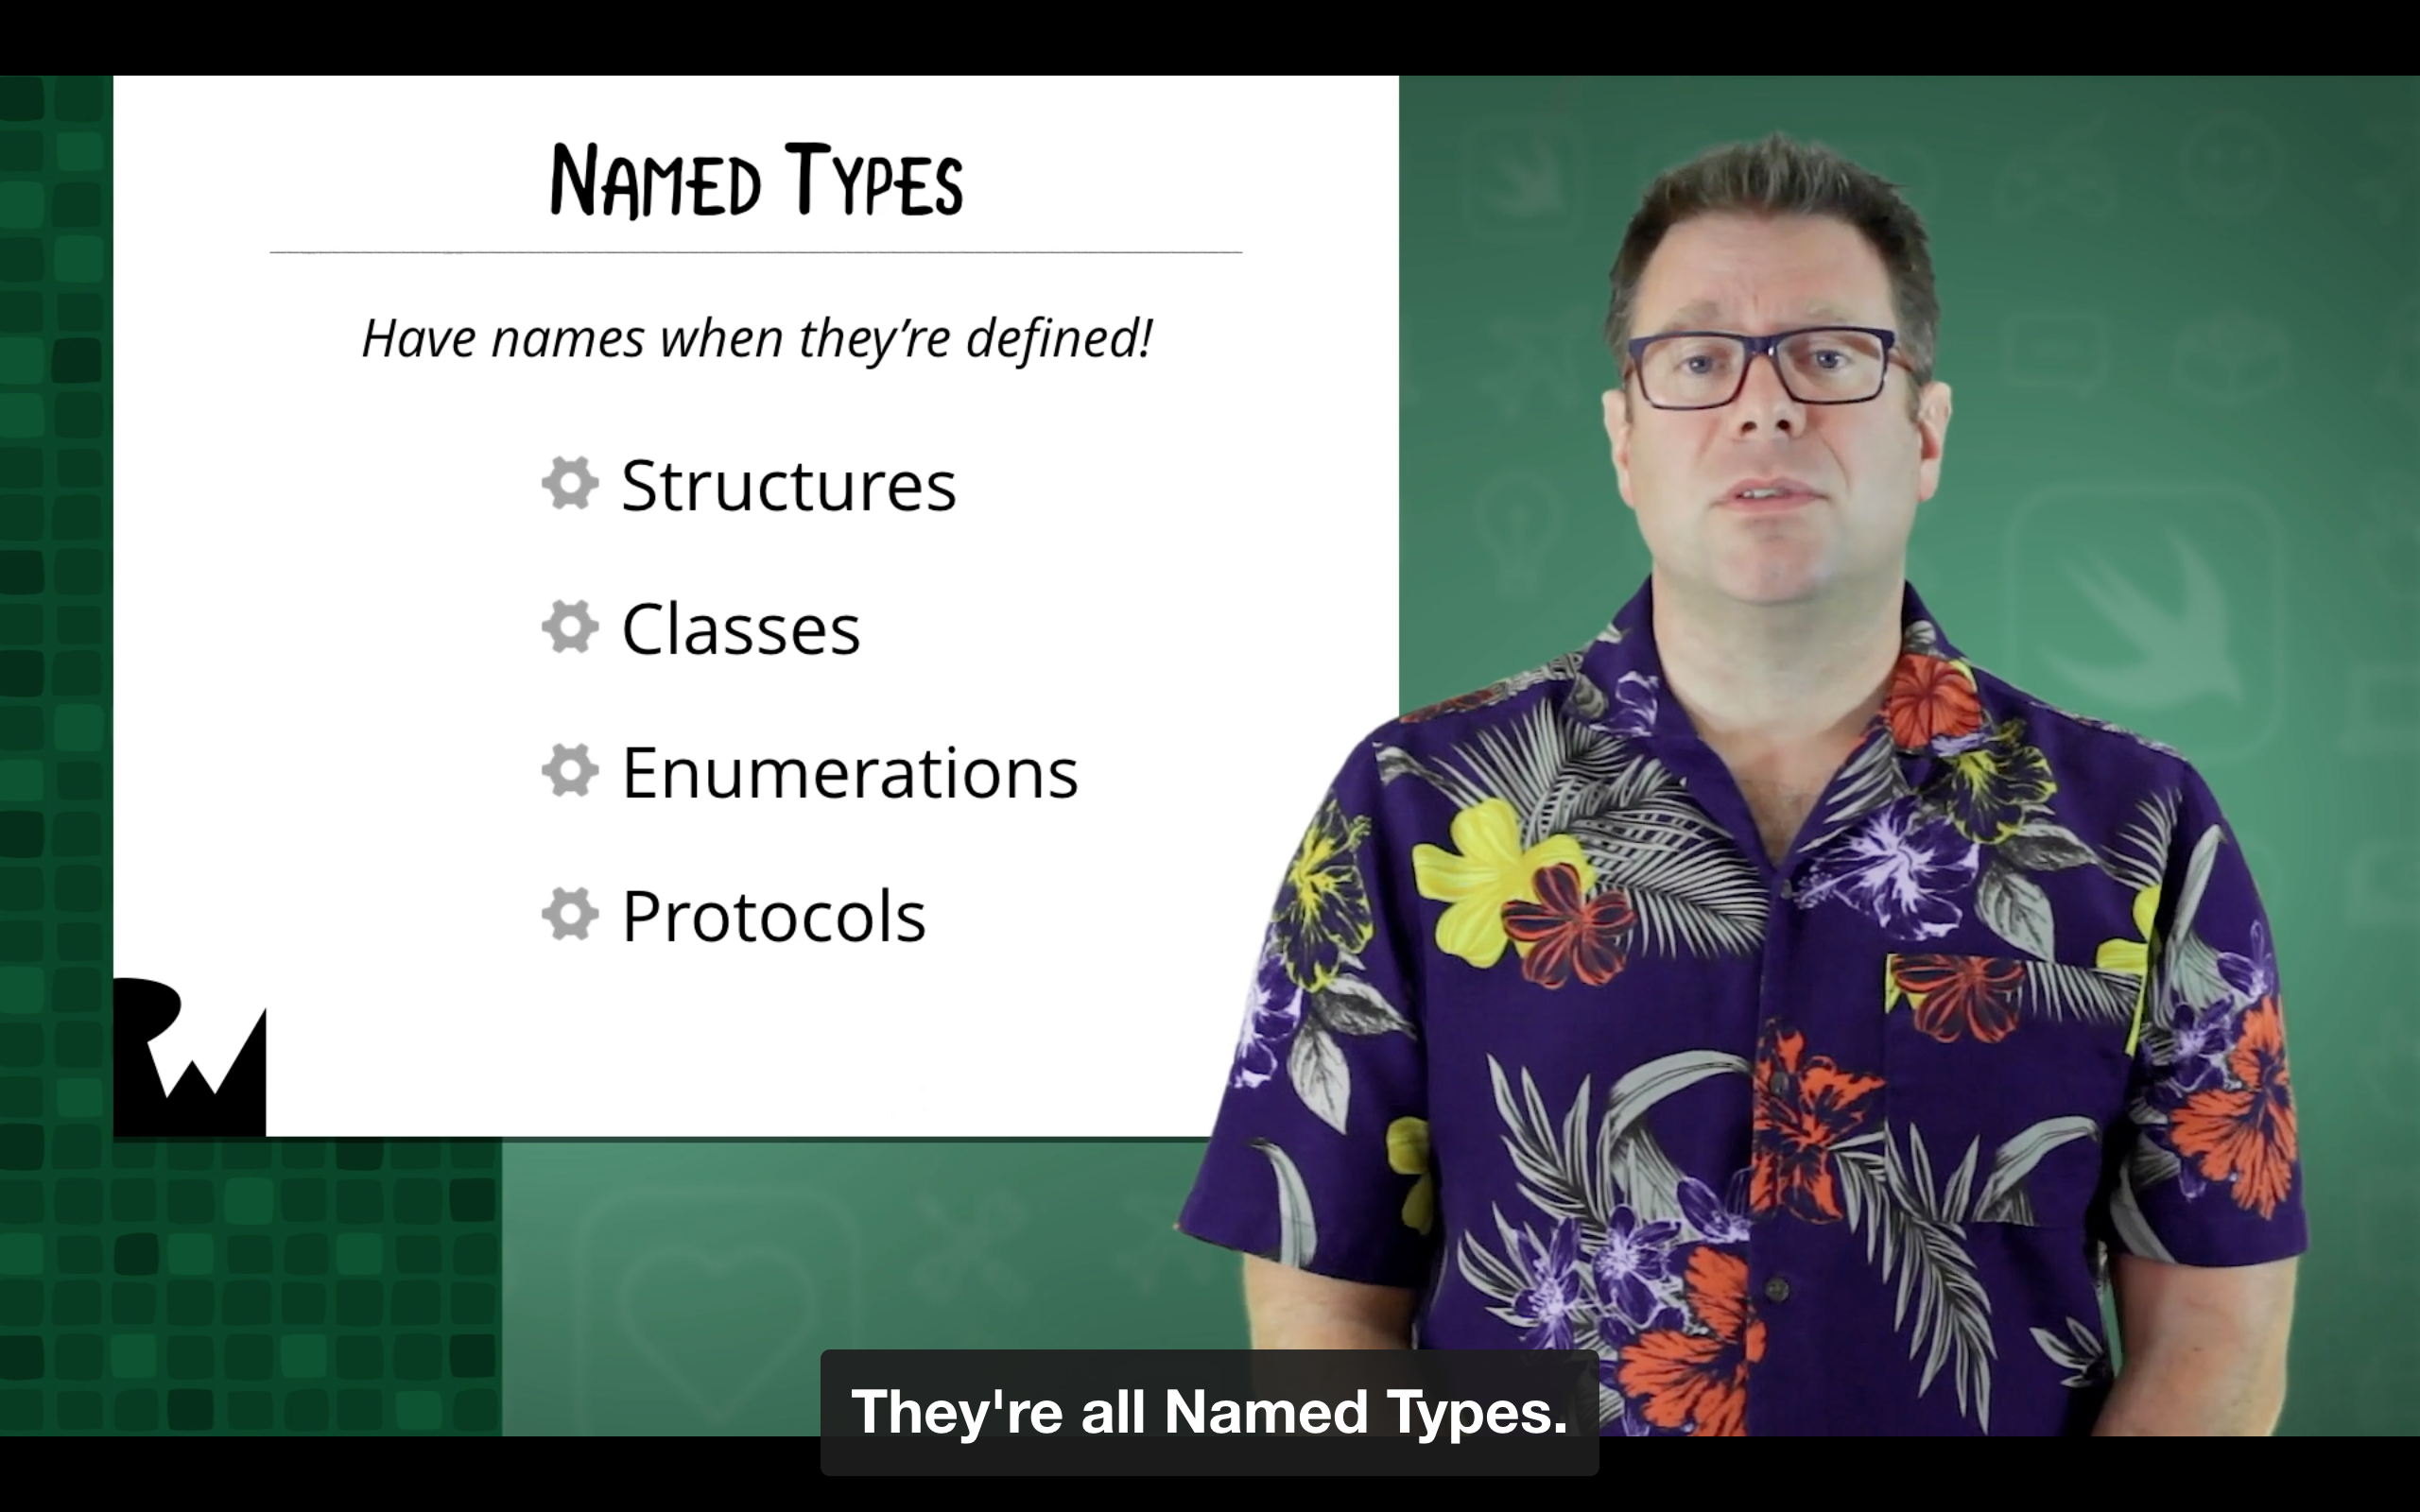 NAMED TYPES
Have names when they’re defined!
Structures
Classes
Enumerations
Protocols
RW
They're all Named Types.